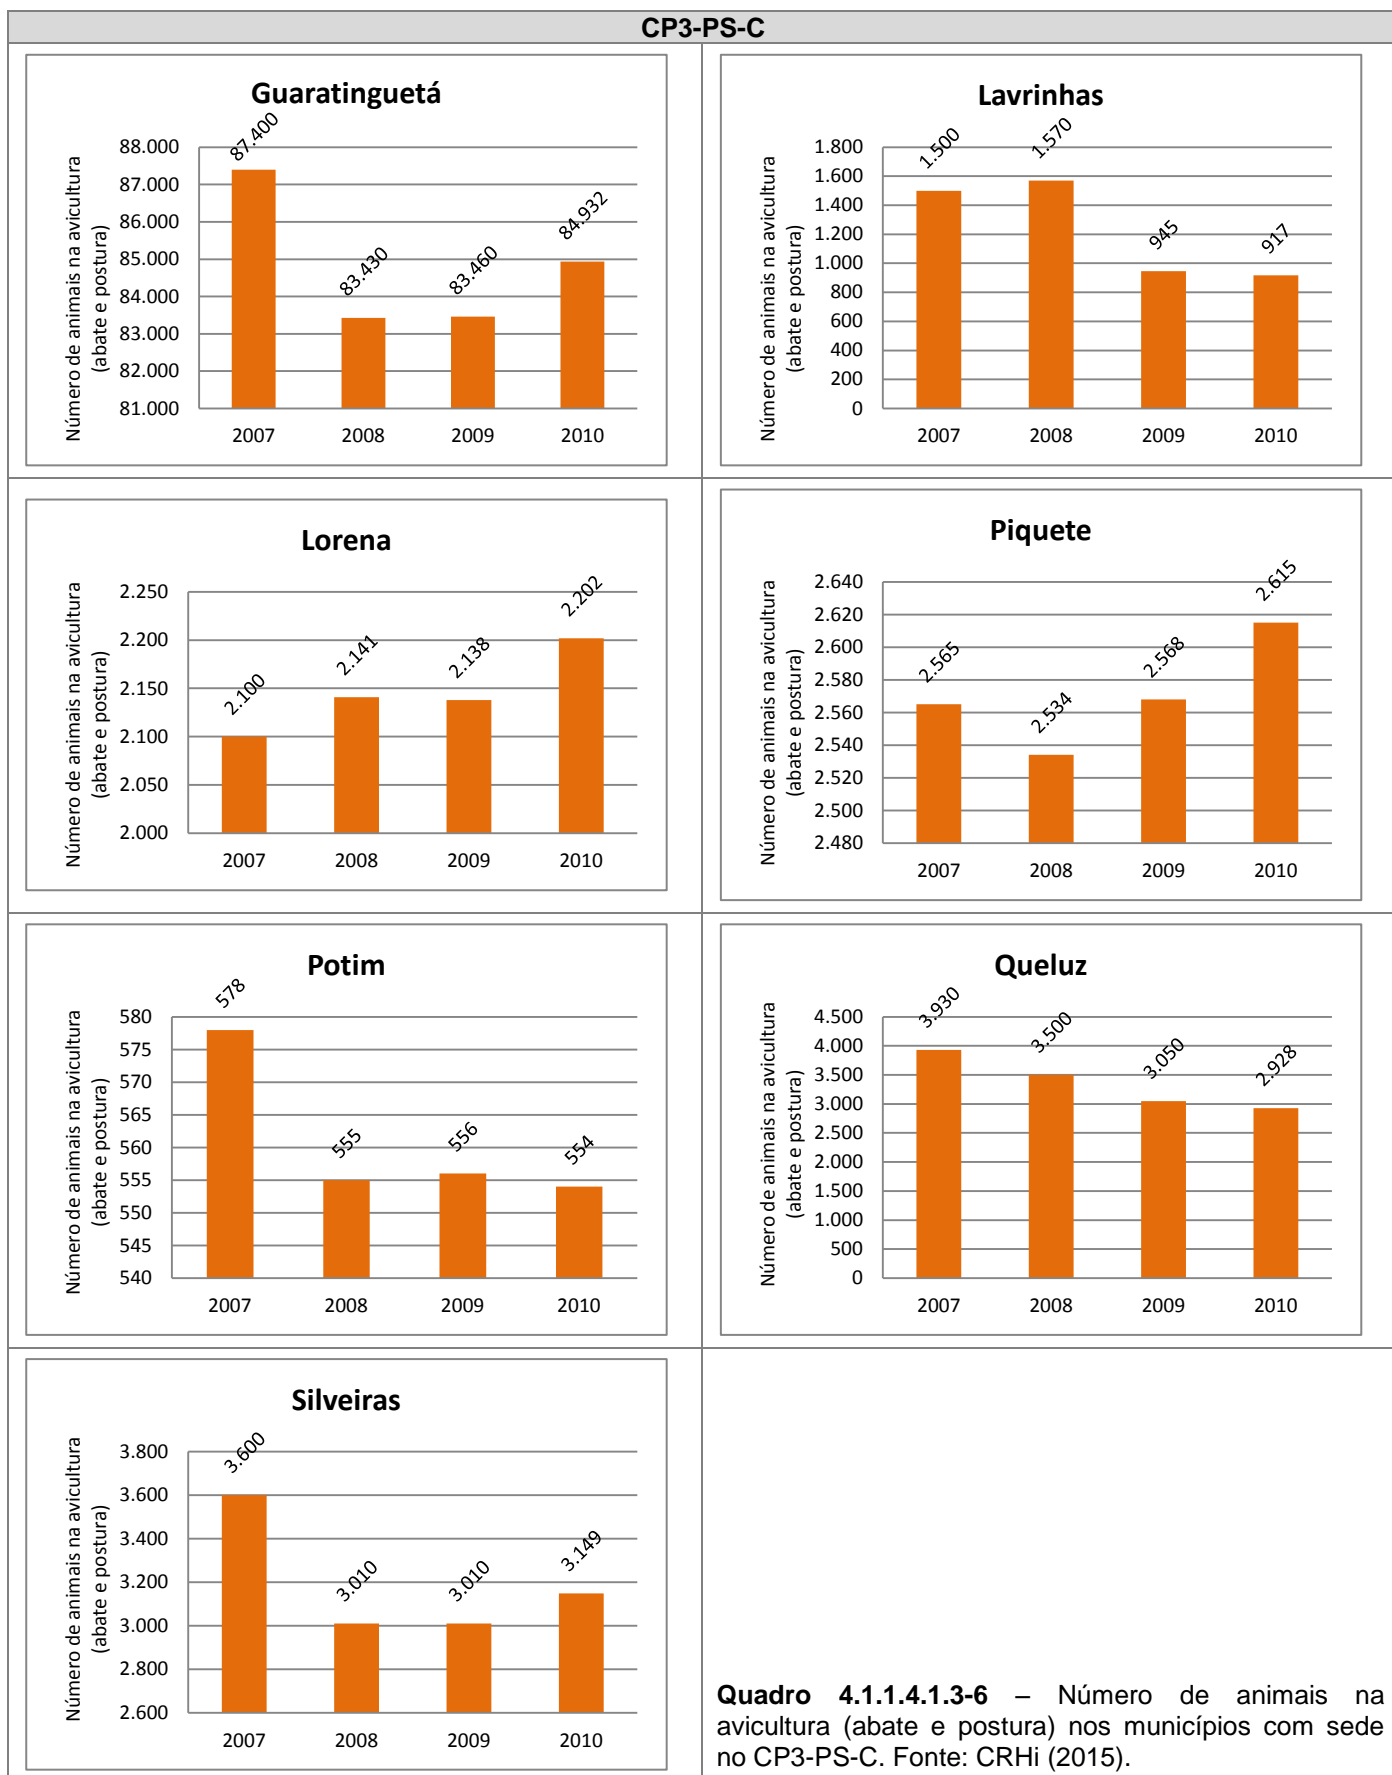 CP3-PS-C
Guaratinguetá
Número de animais na avicultura
(abate e postura)
88.000
87.000
86.000
85.000
84.000
83.000
82.000
81.000
87.400
83.430
83.460
84.932
2007 2008 2009 2010
Lavrinhas
Número de animais na avicultura
(abate e postura)
1.800
1.600
1.400
1.200
1.000
800
600
400
200
0
1.500
1.570
945
917
2007 2008 2009 2010
Lorena
Número de animais na avicultura
(abate e postura)
2.250
2.200
2.150
2.100
2.050
2.000
2.100
2.141
2.138
2.202
2007 2008 2009 2010
Piquete
Número de animais na avicultura
(abate e postura)
2.640
2.620
2.600
2.580
2.560
2.540
2.520
2.500
2.480
2.565
2.534
2.568
2.615
2007 2008 2009 2010
Potim
Número de animais na avicultura
(abate e postura)
580
575
570
565
560
555
550
545
540
578
555
556
554
2007 2008 2009 2010
Queluz
Número de animais na avicultura
(abate e postura)
4.500
4.000
3.500
3.000
2.500
2.000
1.500
1.000
500
0
3.930
3.500
3.050
2.928
2007 2008 2009 2010
Silveiras
Número de animais na avicultura
(abate e postura)
3.800
3.600
3.400
3.200
3.000
2.800
2.600
3.600
3.010
3.010
3.149
2007 2008 2009 2010
Quadro 4.1.1.4.1.3-6 – Número de animais na
avicultura (abate e postura) nos municípios com sede
no CP3-PS-C. Fonte: CRHi (2015).